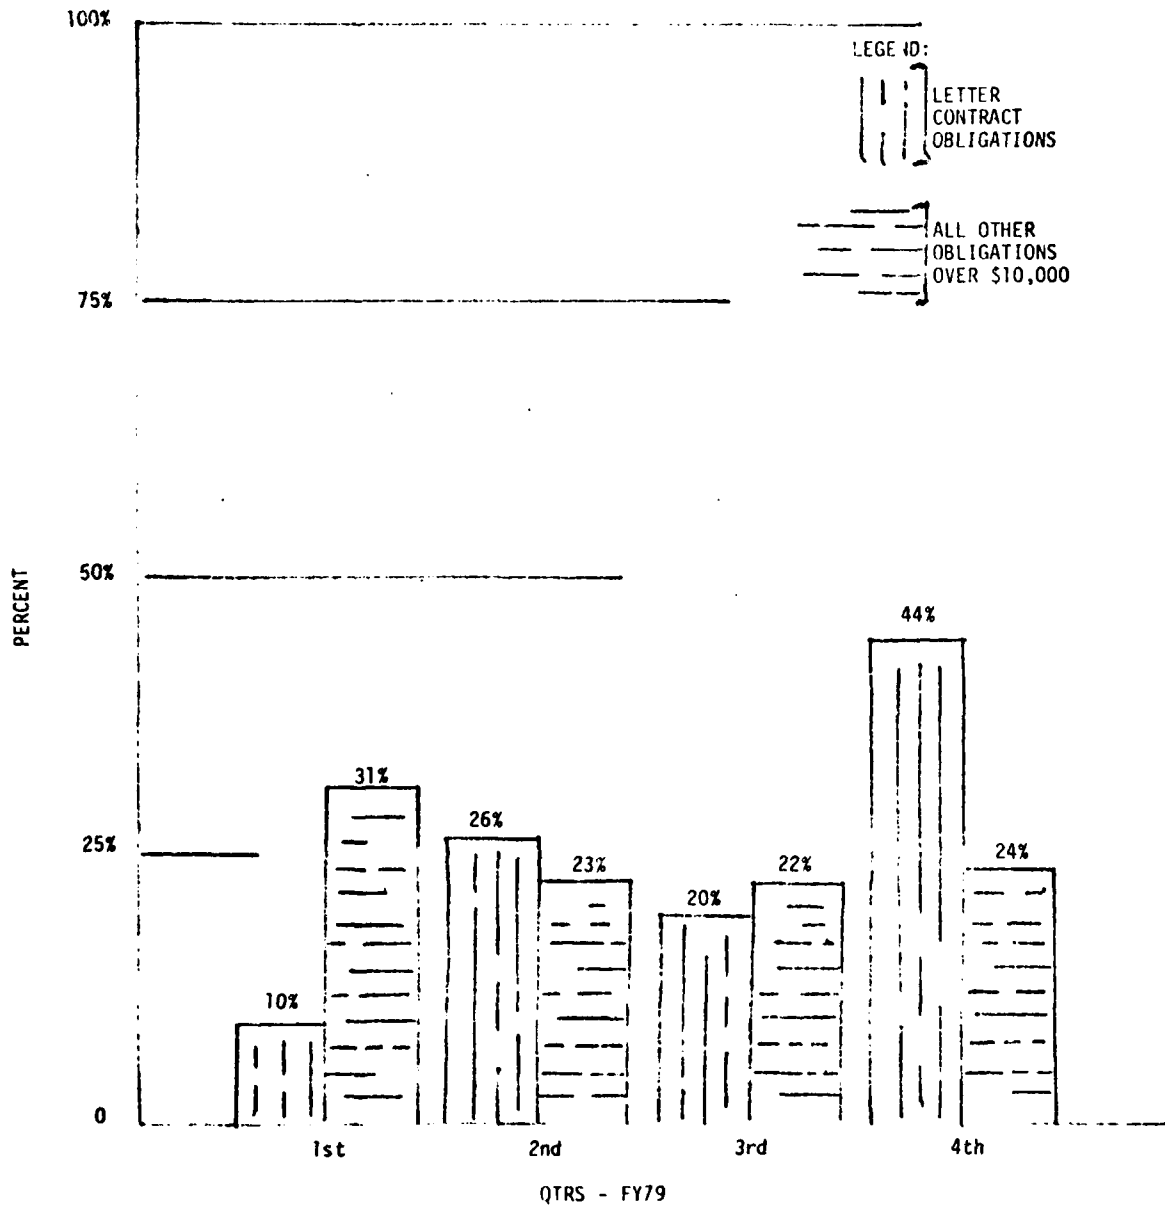 100%
LEGEND:
LETTER
CONTRACT
OBLIGATIONS
ALL OTHER
OBLIGATIONS
OVER $10,000
75%
50%
PERCENT
44%
31%
26%
25%
23%
20%
22%
24%
10%
0
1st
2nd
3rd
4th
QTRS - FY79